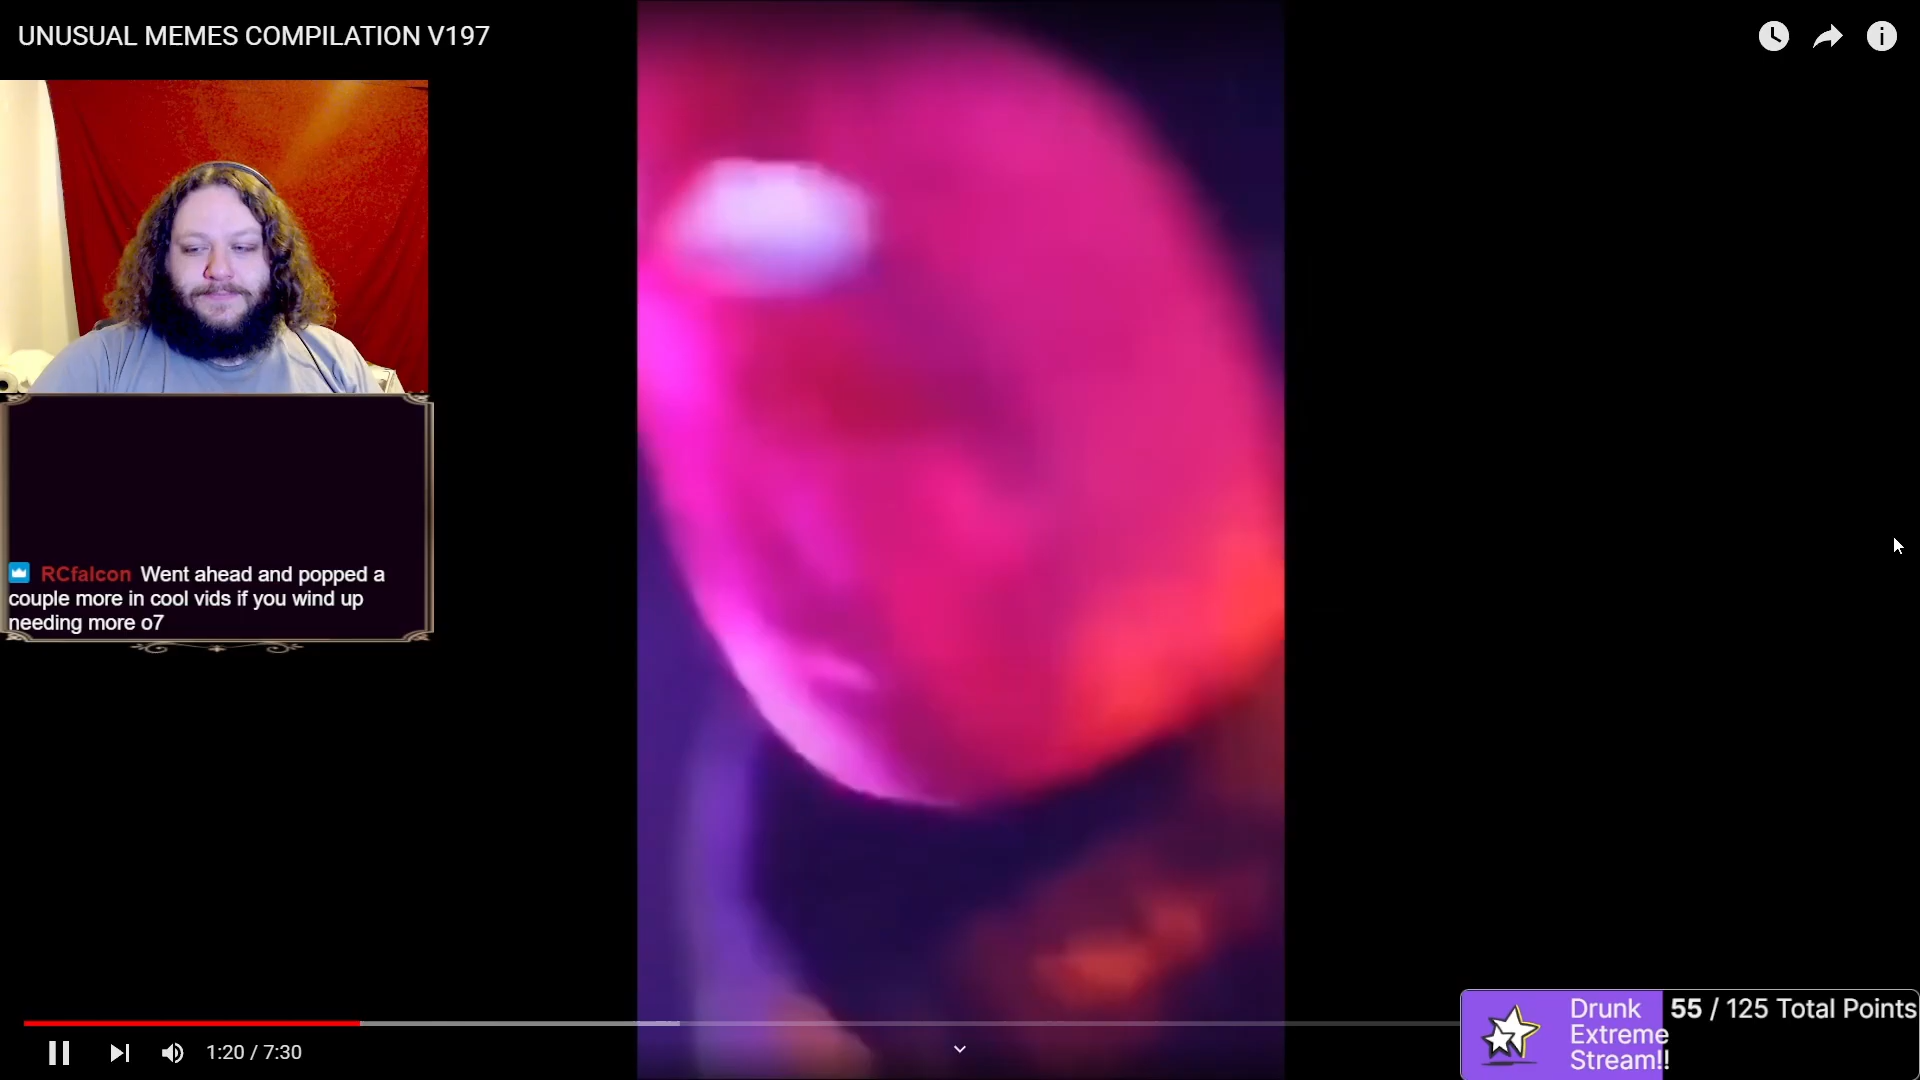 UNUSUAL MEMES COMPILATION V197
RCfalcon Went ahead and popped a
couple more in cool vids if you wind up
needing more o7
1:20 / 7:30
Drunk
Extreme
Stream!!
55 / 125 Total Points